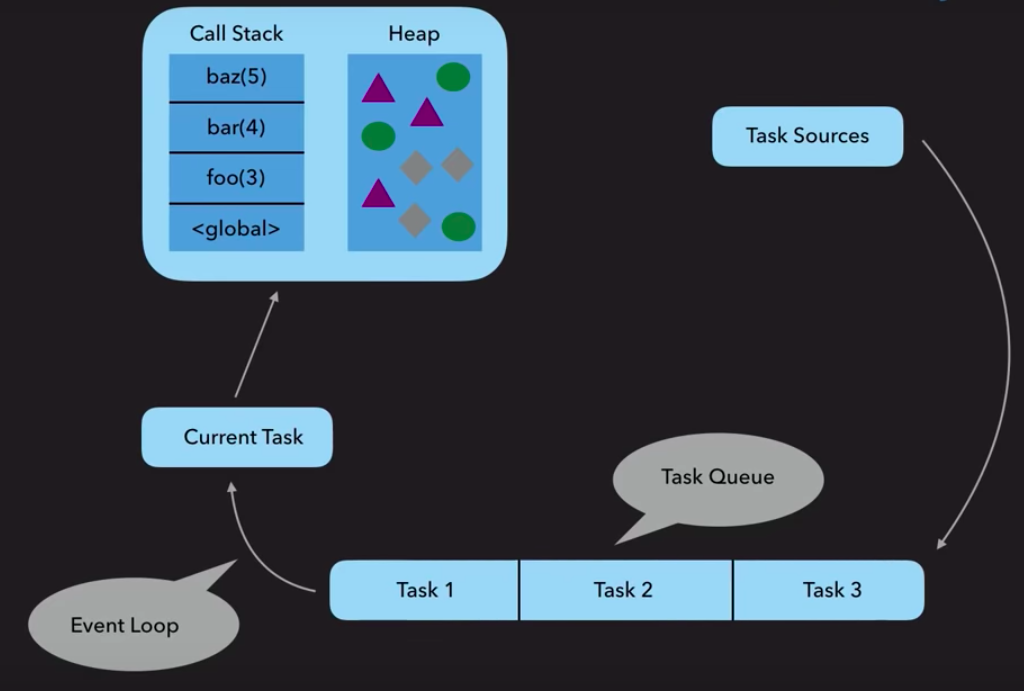 Call Stack
Heap
baz(5)
bar(4)
foo(3)
<global>
Task Sources
Current Task
Task Queue
Event Loop
Task 1
Task 2
Task 3